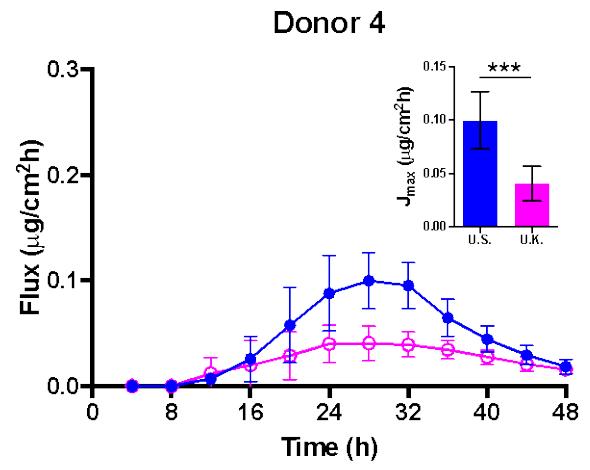 Donor 4
0.3
0.2
0.1
0.0
Flux (μg/cm2h)
0 8 16 24 32 40 48
Time (h)
0.15
0.10
0.05
0.00
Jmax (μg/cm2h)
***
U.S. U.K.